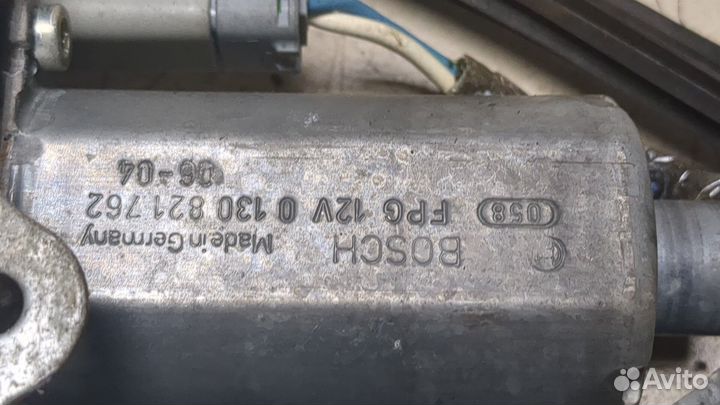 BOSCH Made in Germany
058 FPG 12V 0 130 821 762
06-04
Avito